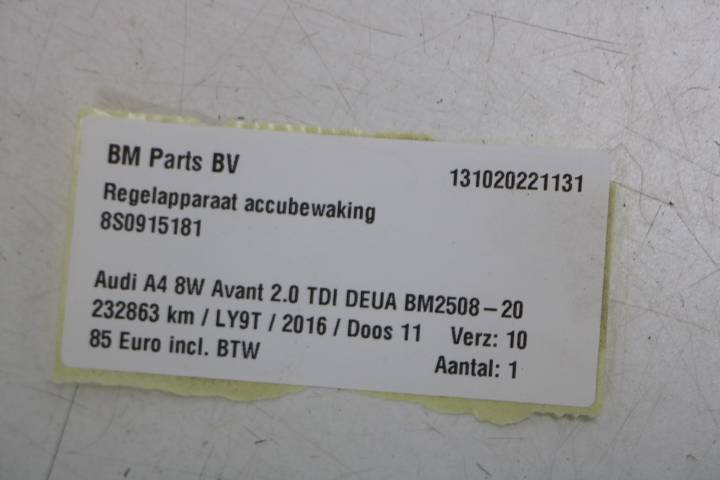 BM Parts BV 131020221131
Regelapparaat accubewaking
8S0915181
Audi A4 8W Avant 2.0 TDI DEUA BM2508-20
232863 km / LY9T / 2016 / Doos 11 Verz: 10
85 Euro incl. BTW Aantal: 1